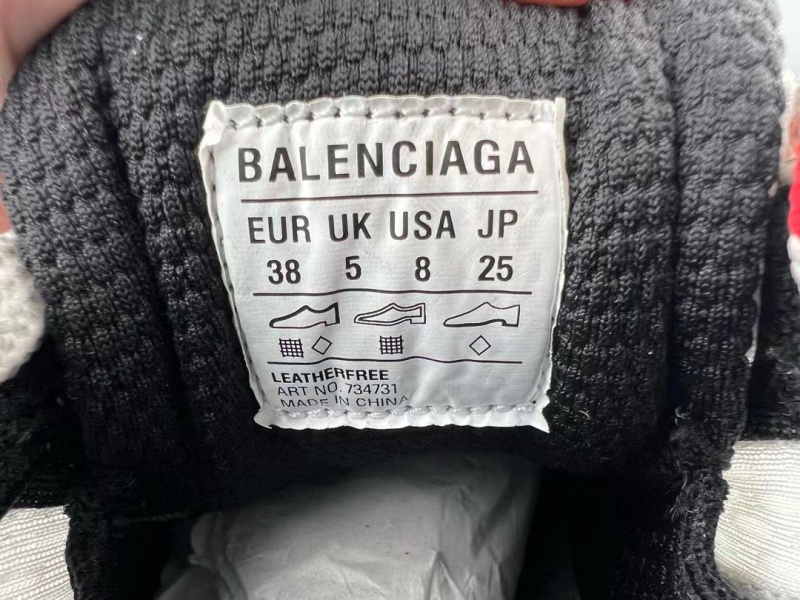 BALENCIAGA
EUR UK USA JP
38 5 8 25
LEATHERFREE
ART NO. 734731
MADE IN CHINA